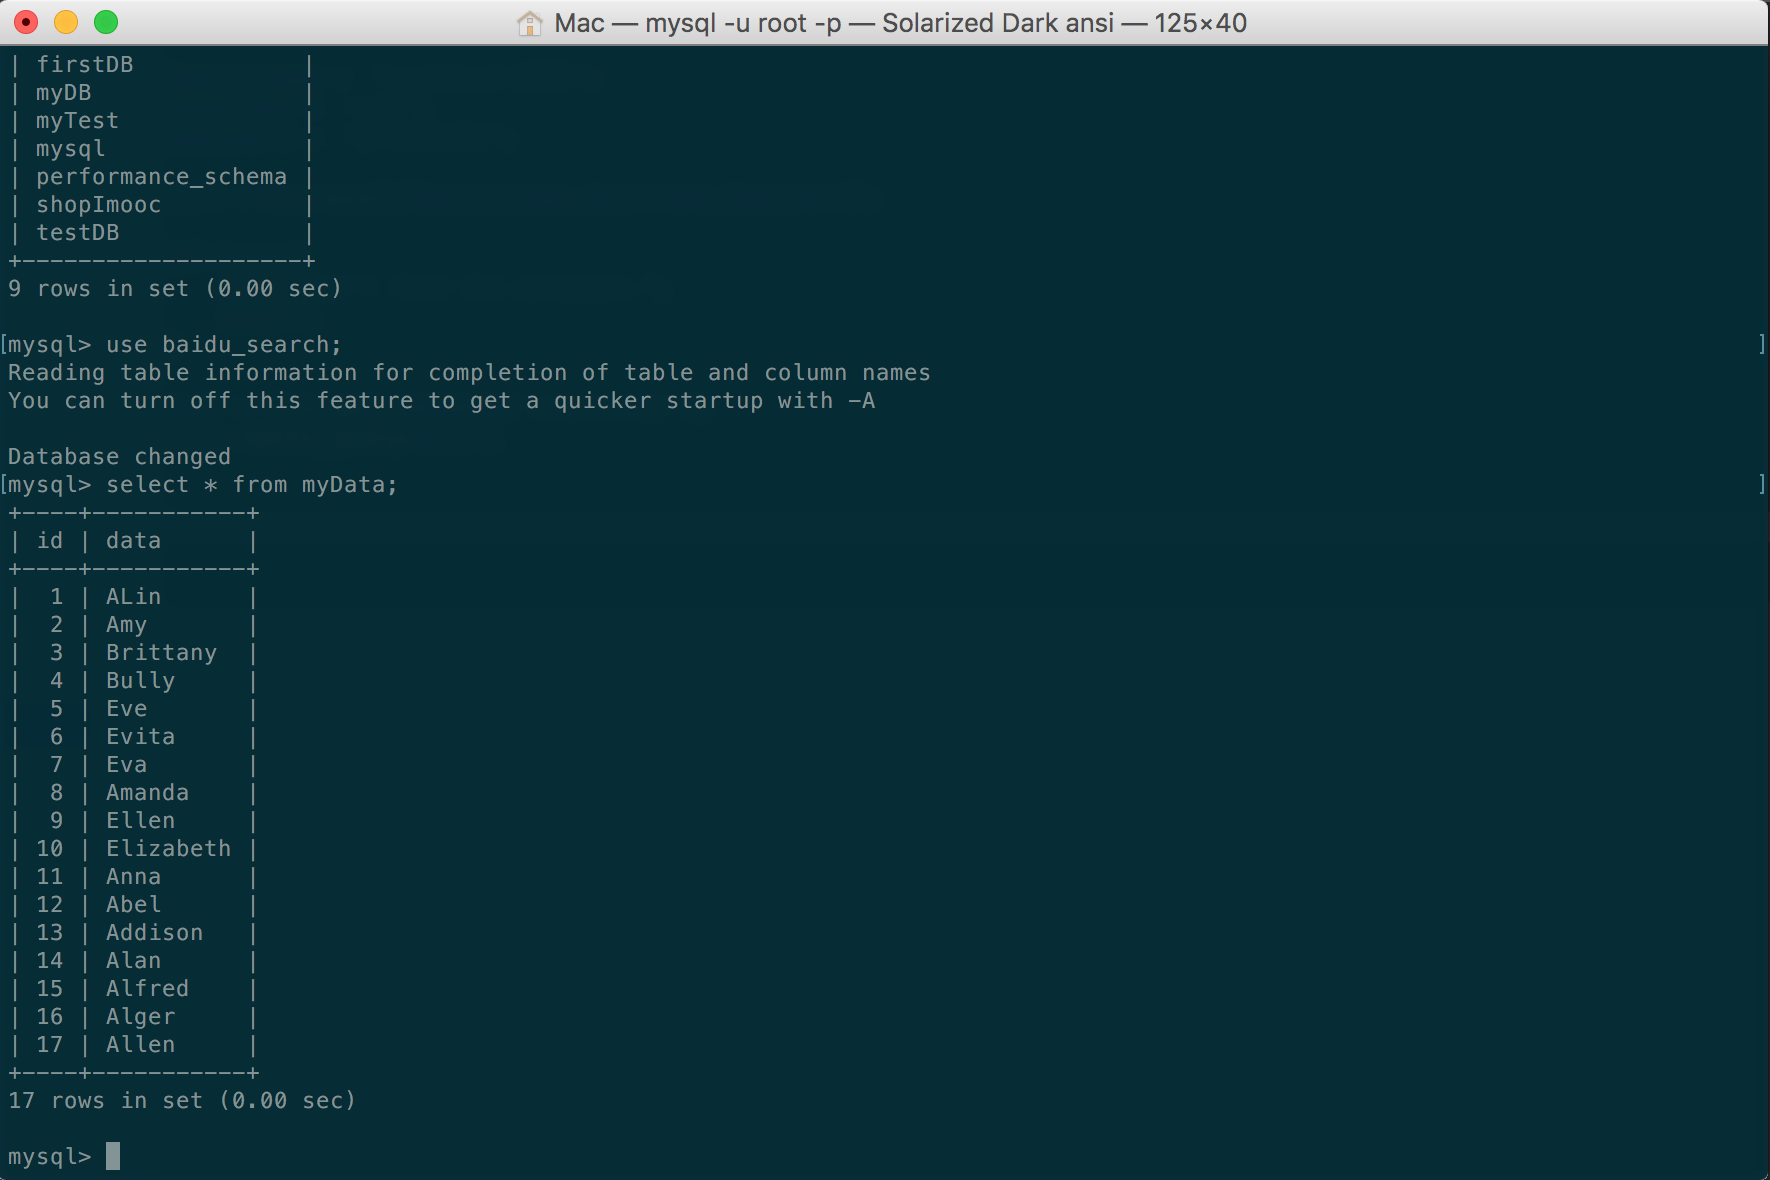 Mac — mysql -u root -p — Solarized Dark ansi — 125×40
| firstDB            |
| myDB               |
| myTest             |
| mysql              |
| performance_schema |
| shopImooc          |
| testDB             |
+--------------------+
9 rows in set (0.00 sec)
[mysql> use baidu_search; ]
Reading table information for completion of table and column names
You can turn off this feature to get a quicker startup with -A
Database changed
[mysql> select * from myData; ]
+----+-----------+
| id | data      |
+----+-----------+
|  1 | ALin      |
|  2 | Amy       |
|  3 | Brittany  |
|  4 | Bully     |
|  5 | Eve       |
|  6 | Evita     |
|  7 | Eva       |
|  8 | Amanda    |
|  9 | Ellen     |
| 10 | Elizabeth |
| 11 | Anna      |
| 12 | Abel      |
| 13 | Addison   |
| 14 | Alan      |
| 15 | Alfred    |
| 16 | Alger     |
| 17 | Allen     |
+----+-----------+
17 rows in set (0.00 sec)
mysql>